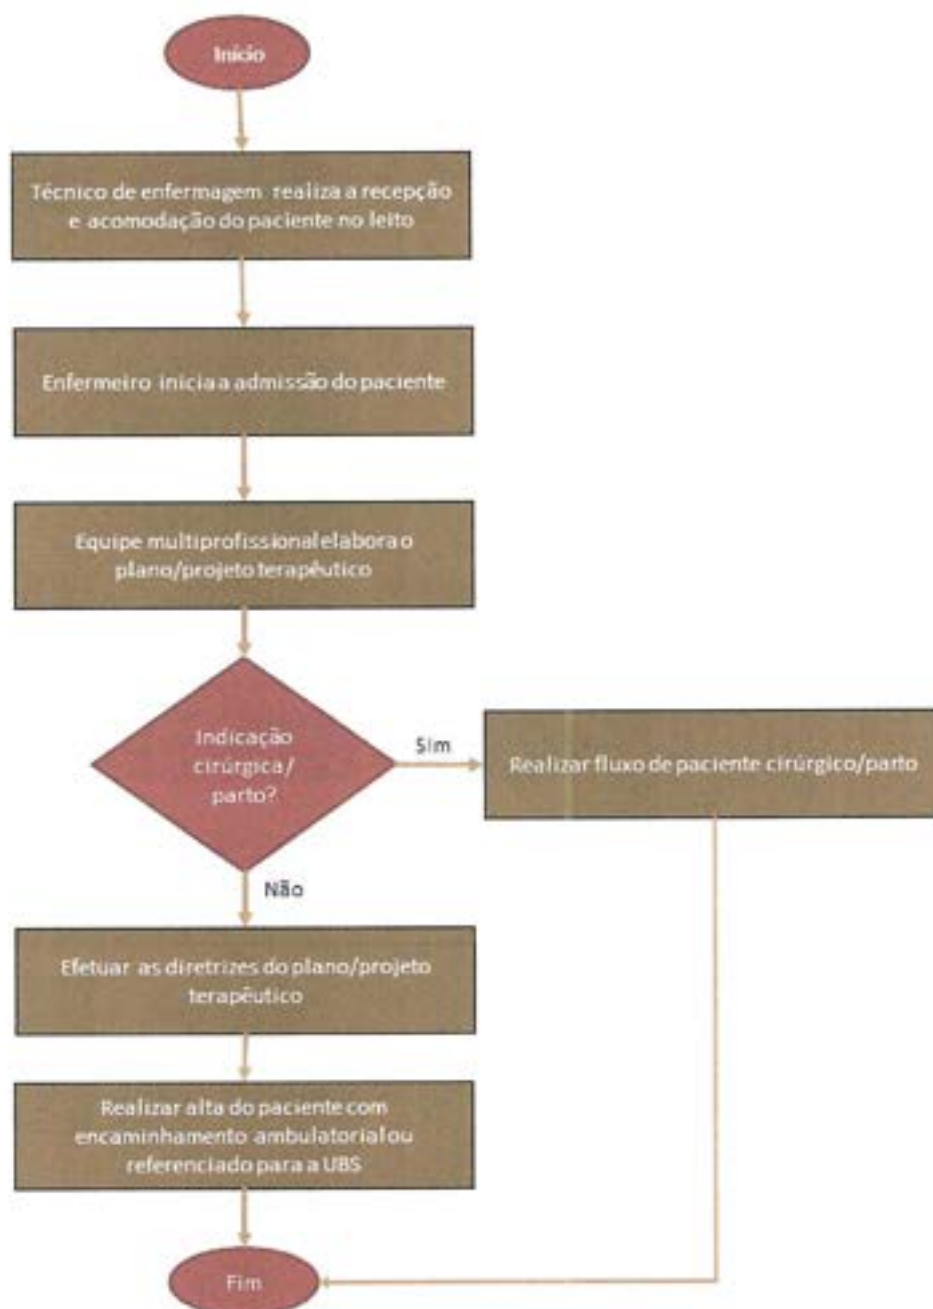 Início
Técnico de enfermagem realiza a recepção
e acomodação do paciente no leito
Enfermeiro inicia a admissão do paciente
Equipe multiprofissional elabora o
plano/projeto terapêutico
Indicação
cirúrgica/
parto?
Sim
Realizar fluxo de paciente cirúrgico/parto
Não
Efetuar as diretrizes do plano/projeto
terapêutico
Realizar alta do paciente com
encaminhamento ambulatorial ou
referenciado para a UBS
Fim